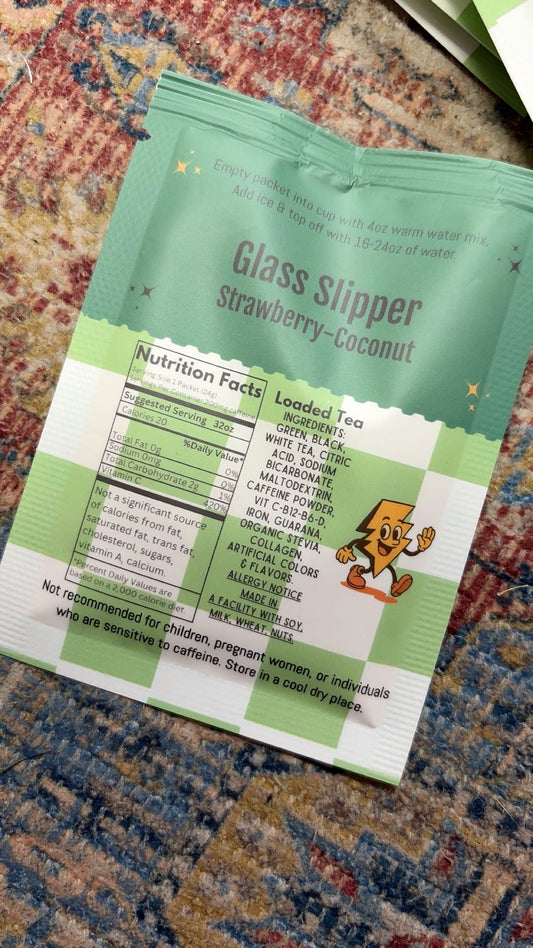 Empty packet into cup with 4oz warm water mix.
Add ice & top off with 16-24oz of water.
Glass Slipper
Strawberry-Coconut
Nutrition Facts
Serving Size 1 Packet (24g)
Servings Per Container 200mg caffeine
Suggested Serving 32oz
Calories 20
%Daily Value*
Total Fat 0g 0%
Sodium 0mg 0%
Total Carbohydrate 2g 1%
Vitamin C 420%
Not a significant source
of calories from fat,
saturated fat, trans fat,
cholesterol, sugars,
vitamin A, calcium.
*Percent Daily Values are
based on a 2,000 calorie diet.
Loaded Tea
INGREDIENTS:
GREEN, BLACK,
WHITE TEA, CITRIC
ACID, SODIUM
BICARBONATE,
MALTODEXTRIN,
CAFFEINE POWDER,
VIT C-B12-B6-D,
IRON, GUARANA,
ORGANIC STEVIA,
COLLAGEN,
ARTIFICIAL COLORS
& FLAVORS.
ALLERGY NOTICE
MADE IN
A FACILITY WITH SOY,
MILK, WHEAT, NUTS.
Not recommended for children, pregnant women, or individuals
who are sensitive to caffeine. Store in a cool dry place.